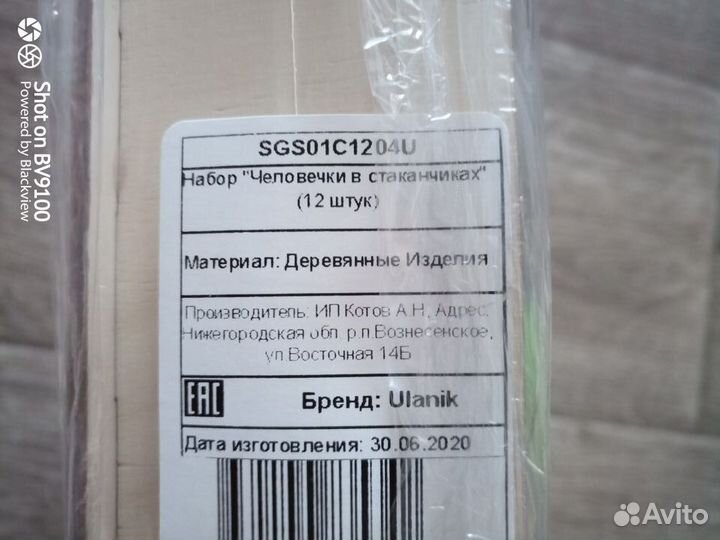 SGS01C1204U
Набор "Человечки в стаканчиках"
(12 штук)
Материал: Деревянные Изделия
Производитель: ИП Котов А Н, Адрес:
Нижегородская обл. р.п.Вознесенское,
ул.Восточная 14Б
EAC Бренд: Ulanik
Дата изготовления: 30.06.2020
Shot on BV9100
Powered by Blackview
Avito